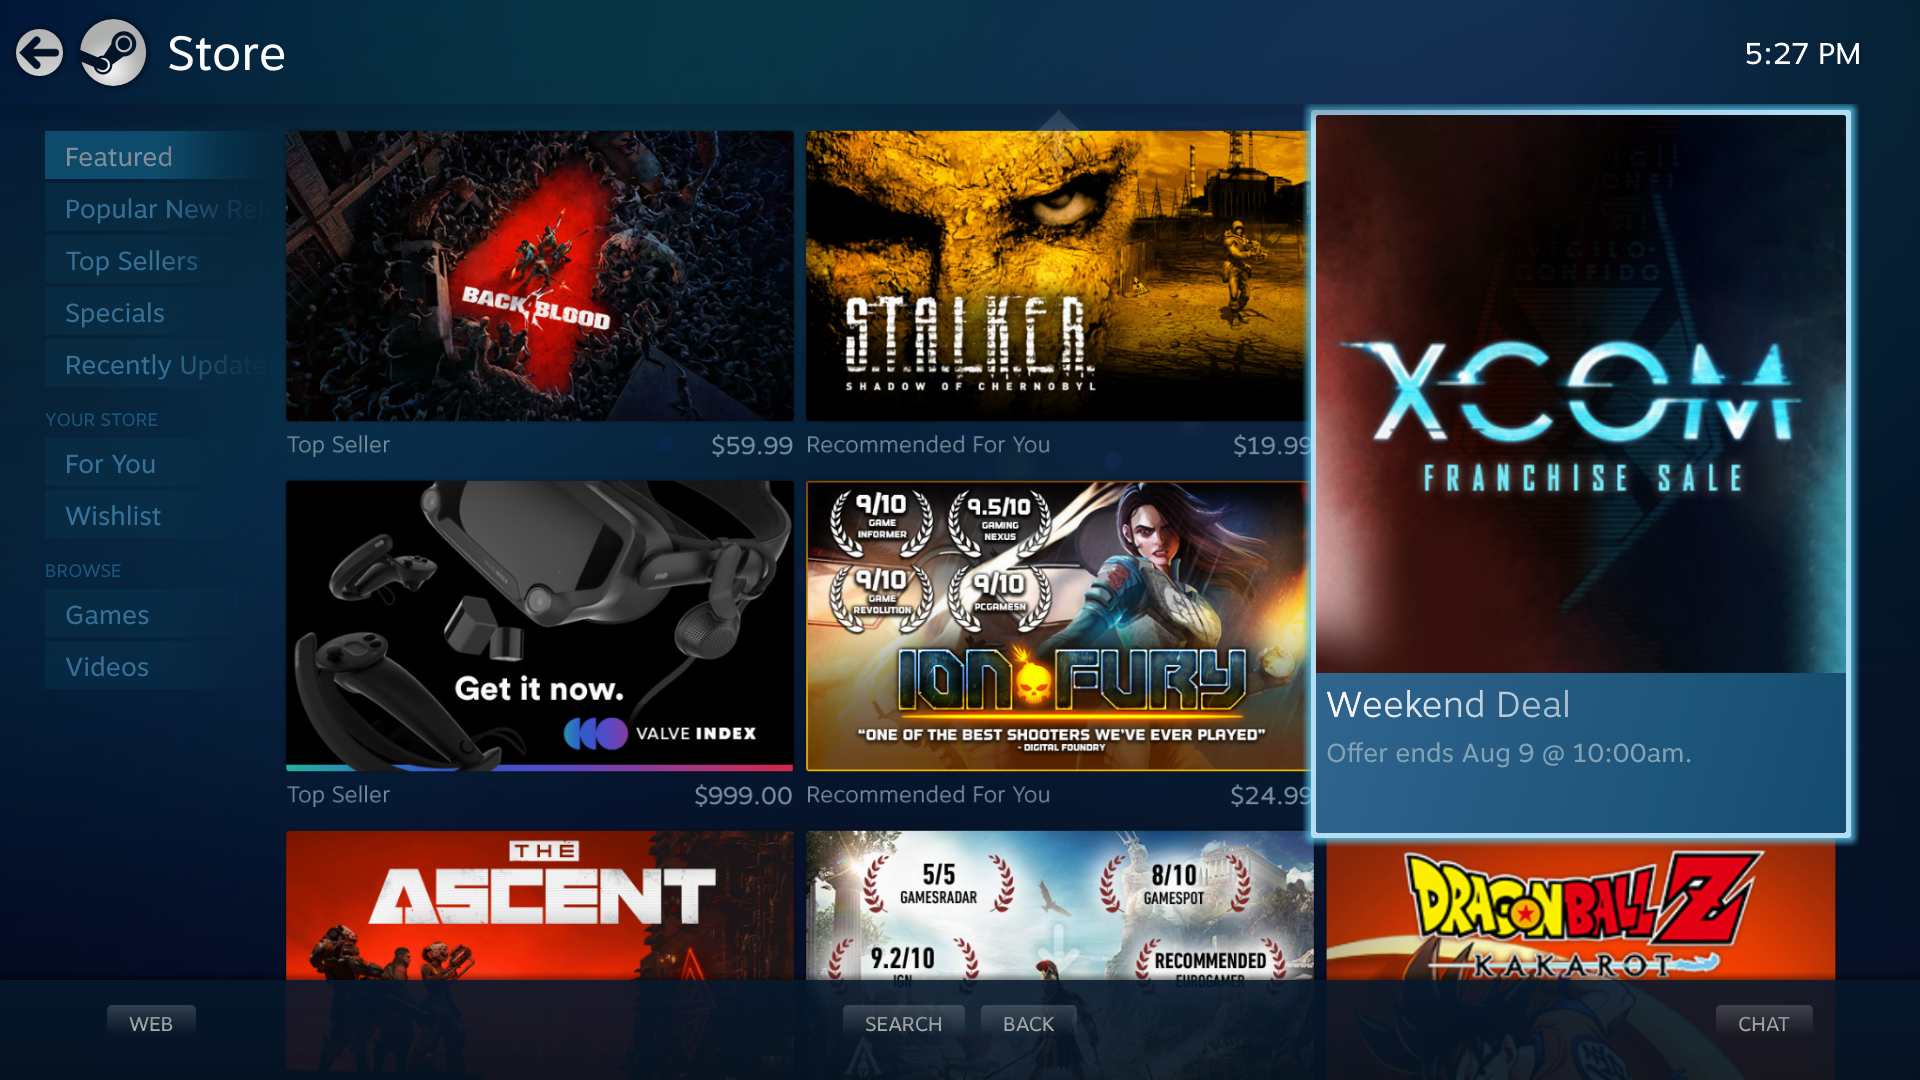 Store
5:27 PM
Featured
Popular New Rel
Top Sellers
Specials
Recently Update
YOUR STORE
For You
Wishlist
BROWSE
Games
Videos
BACK 4 BLOOD
Top Seller
$59.99
S.T.A.L.K.E.R.
SHADOW OF CHERNOBYL
Recommended For You
$19.99
VIGILO
CONFIDO
XCOM
FRANCHISE SALE
Weekend Deal
Offer ends Aug 9 @ 10:00am.
Get it now.
VALVE INDEX
Top Seller
$999.00
9/10
GAME
INFORMER
9.5/10
GAMING
NEXUS
9/10
GAME
REVOLUTION
9/10
PCGAMESN
ION FURY
"ONE OF THE BEST SHOOTERS WE'VE EVER PLAYED"
- DIGITAL FOUNDRY
Recommended For You
$24.99
THE
ASCENT
5/5
GAMESRADAR
8/10
GAMESPOT
9.2/10
IGN
RECOMMENDED
EUROGAMER
DRAGONBALL Z
KAKAROT
WEB
SEARCH
BACK
CHAT